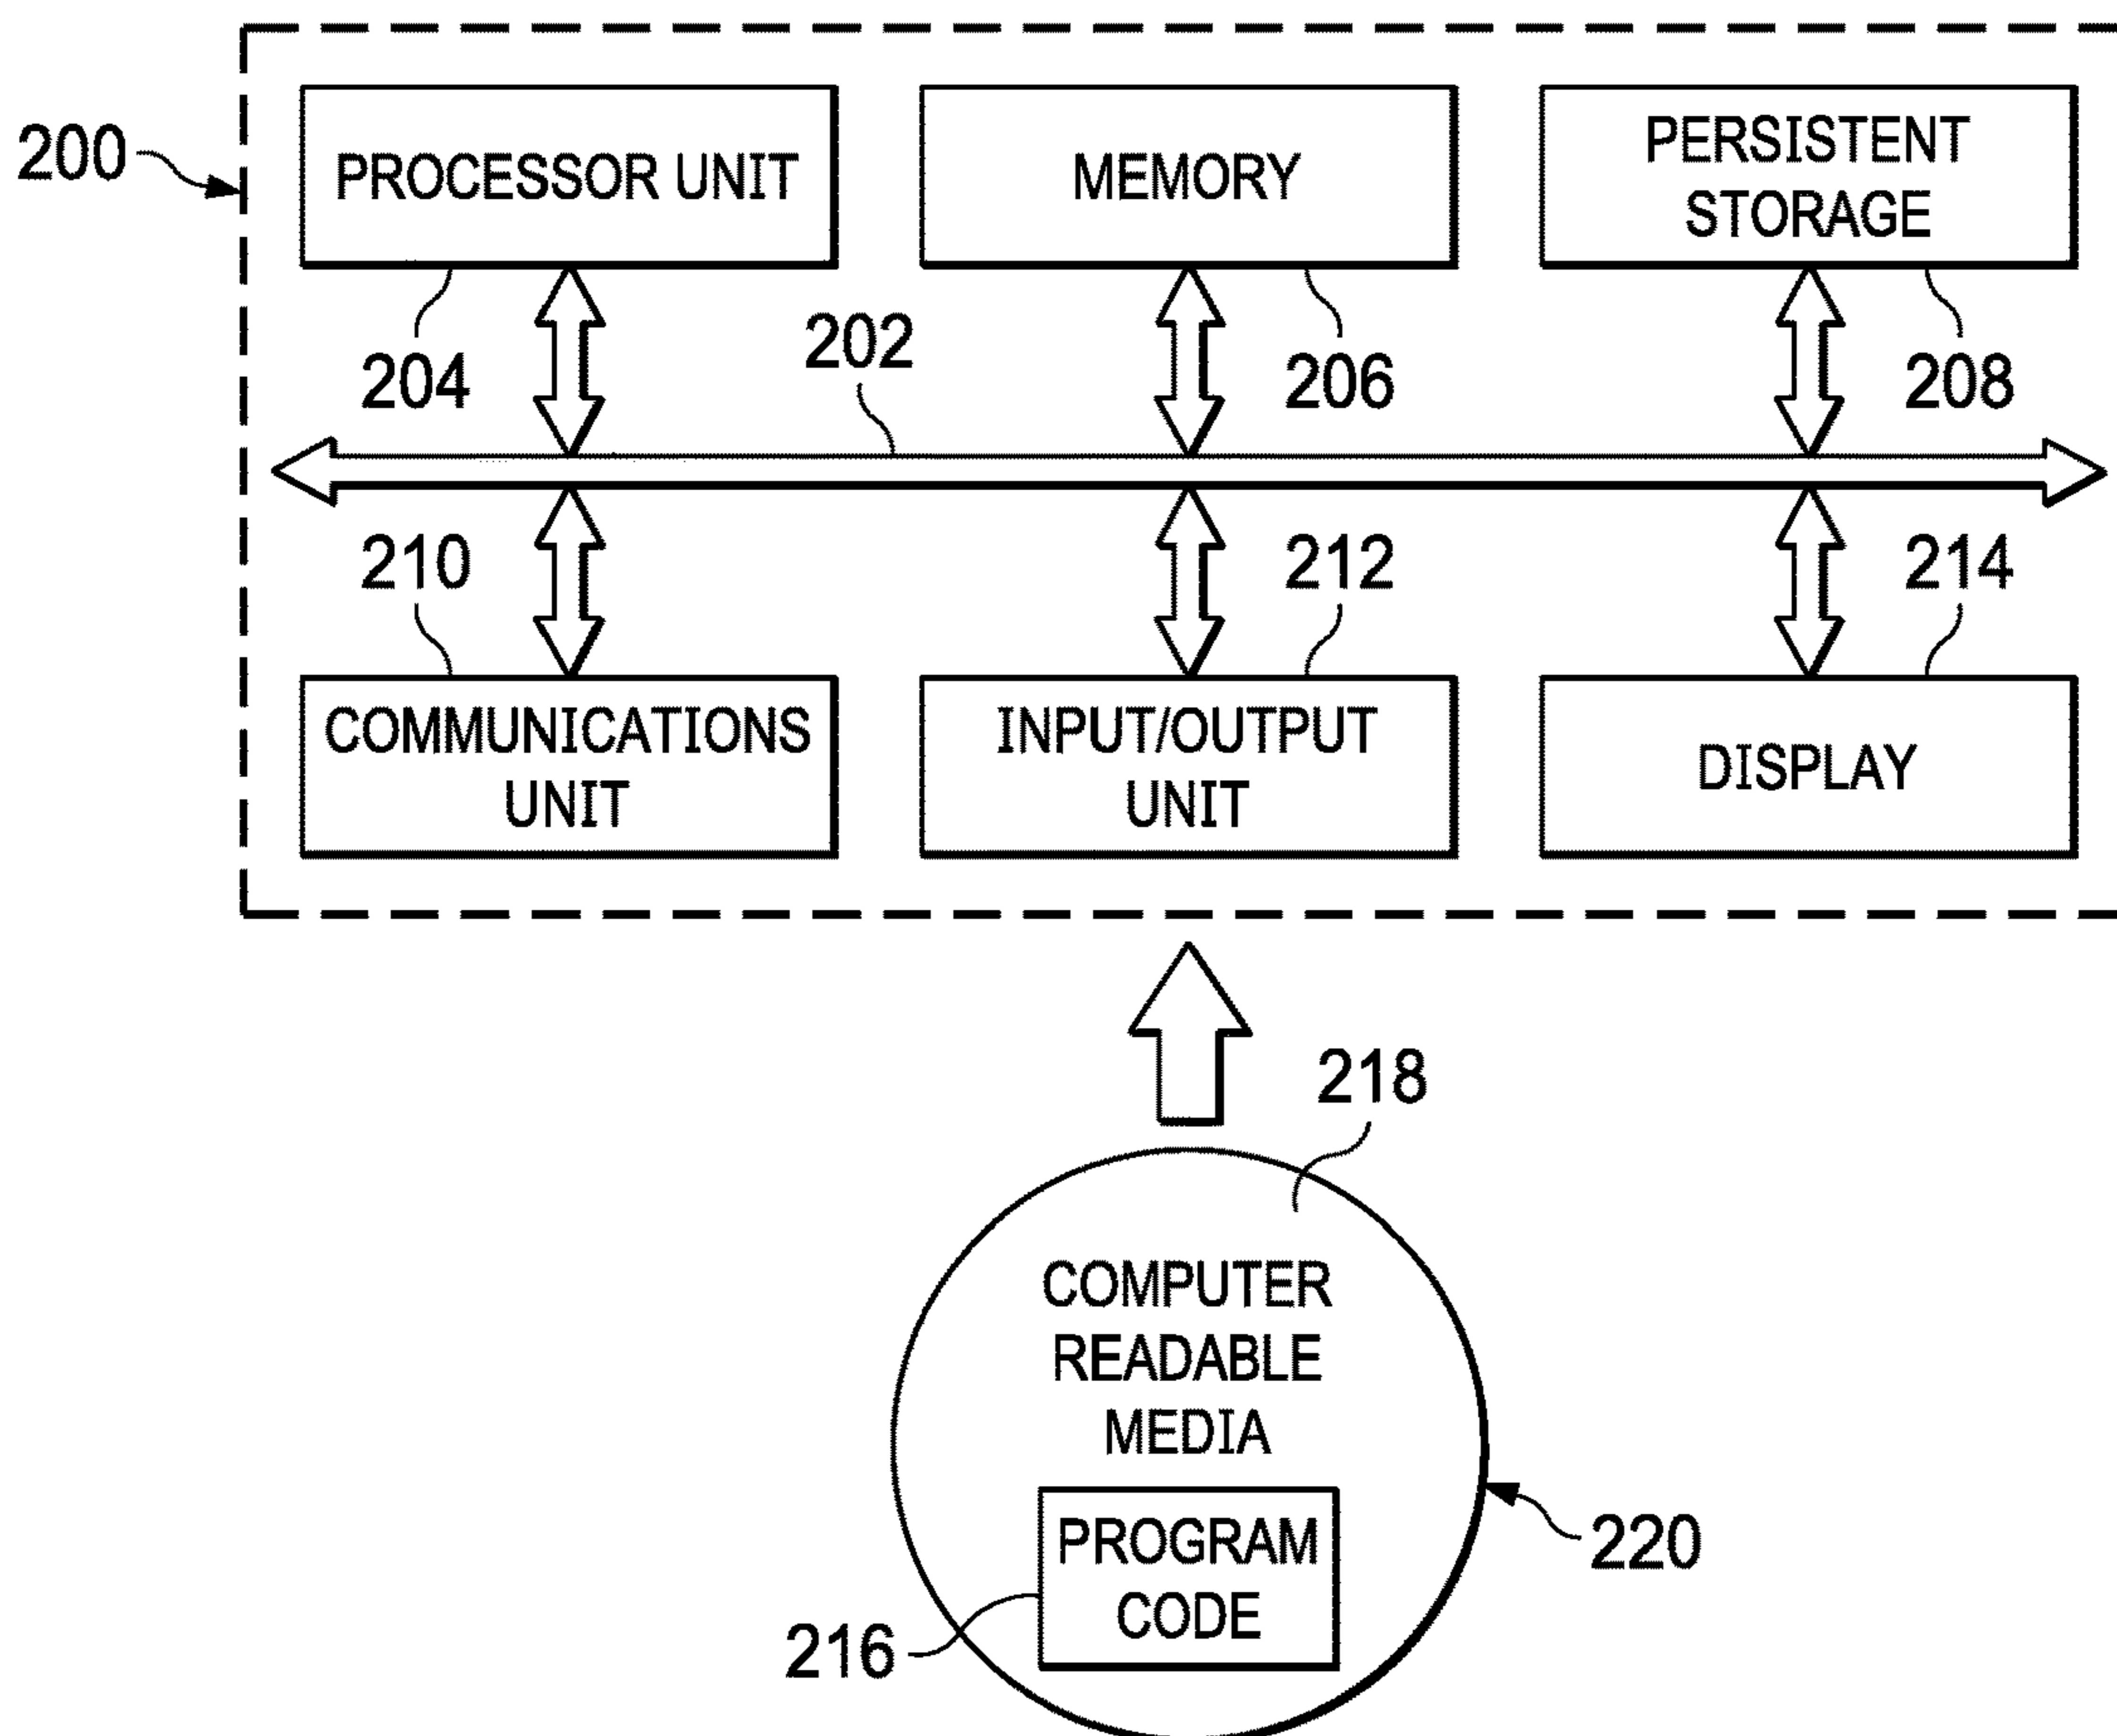 200
PROCESSOR UNIT
MEMORY
PERSISTENT
STORAGE
204
202
206
208
210
212
214
COMMUNICATIONS
UNIT
INPUT/OUTPUT
UNIT
DISPLAY
218
COMPUTER
READABLE
MEDIA
PROGRAM
CODE
220
216